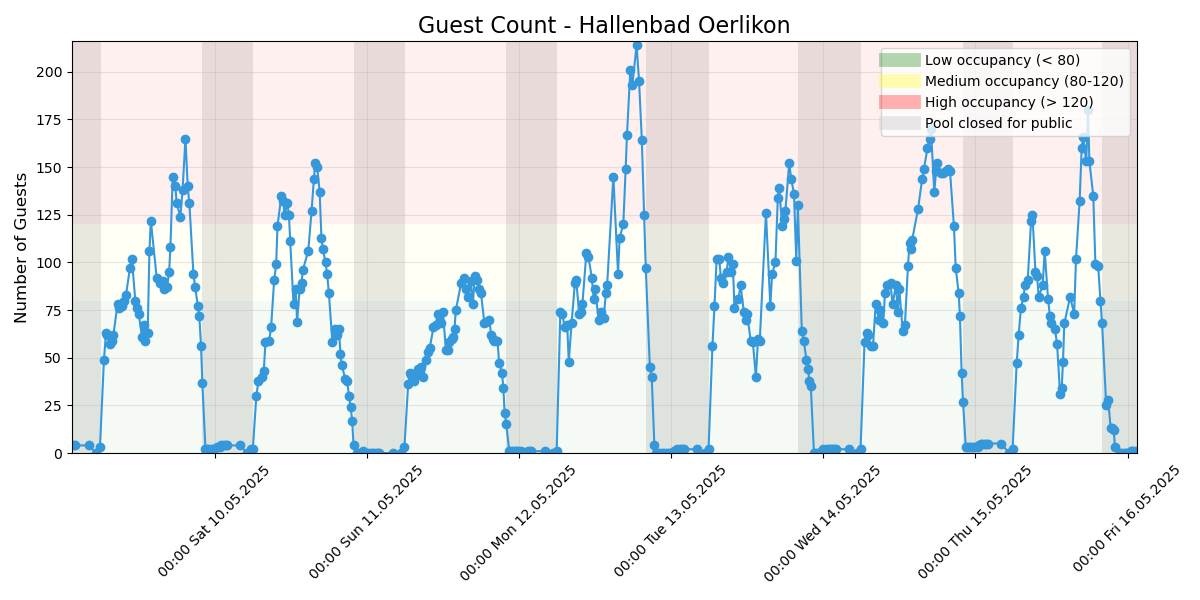 Guest Count - Hallenbad Oerlikon
Number of Guests
200
175
150
125
100
75
50
25
0
Low occupancy (< 80)
Medium occupancy (80-120)
High occupancy (> 120)
Pool closed for public
00:00 Sat 10.05.2025
00:00 Sun 11.05.2025
00:00 Mon 12.05.2025
00:00 Tue 13.05.2025
00:00 Wed 14.05.2025
00:00 Thu 15.05.2025
00:00 Fri 16.05.2025